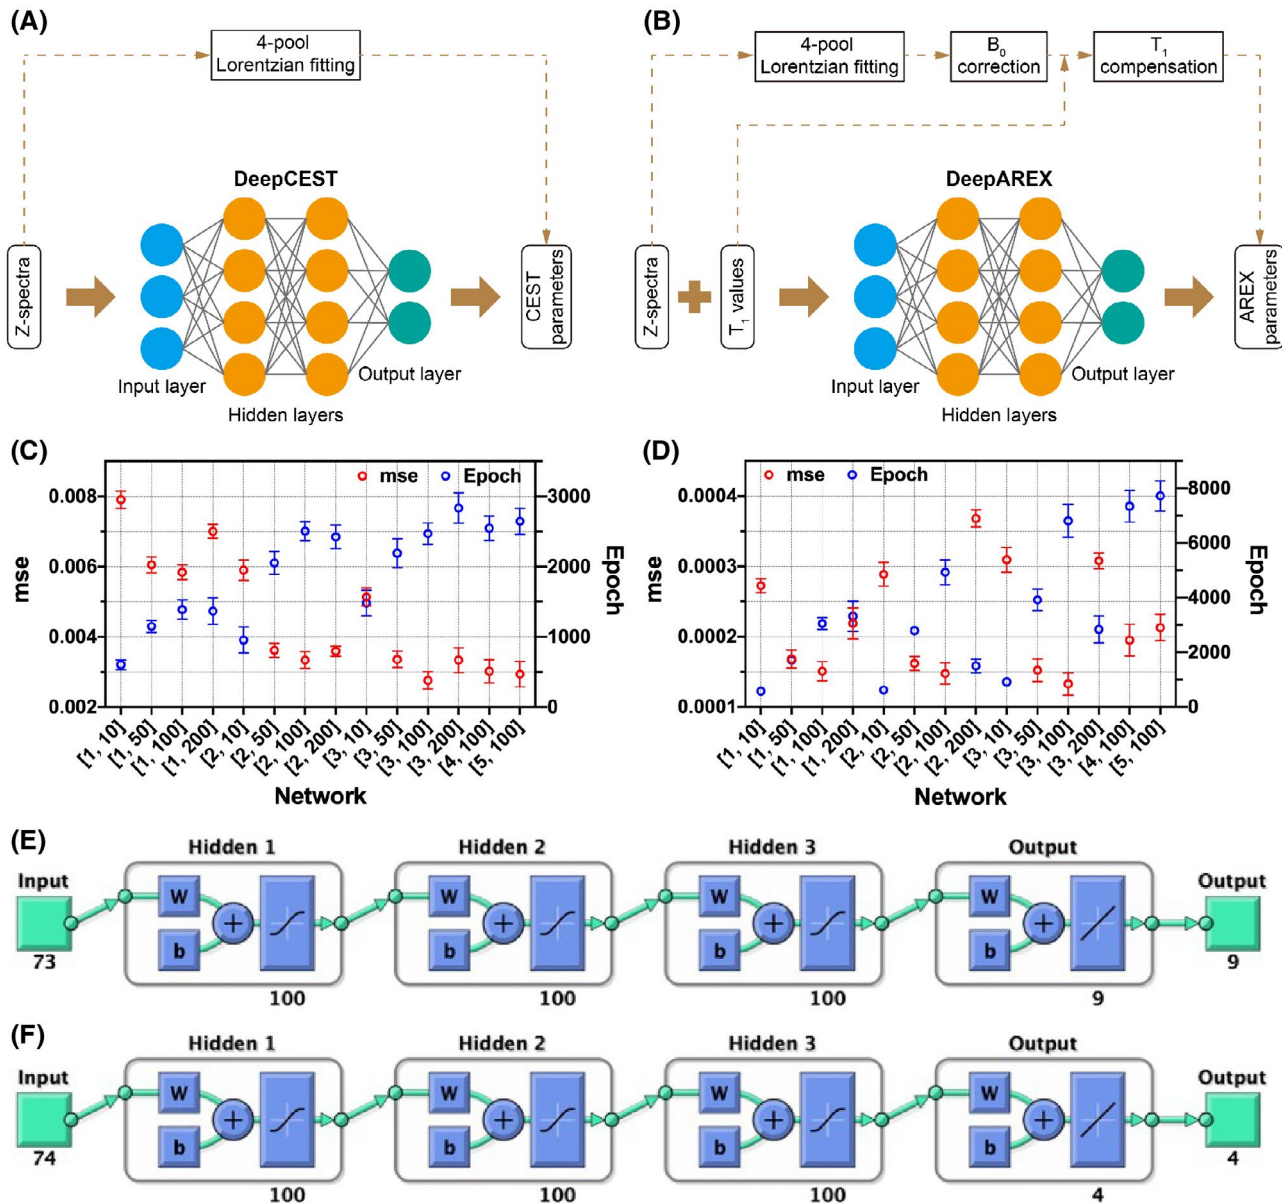 (A)
4-pool
Lorentzian fitting
DeepCEST
Z-spectra
CEST
parameters
Input layer
Output layer
Hidden layers
(B)
4-pool
Lorentzian fitting
B0
correction
T1
compensation
DeepAREX
Z-spectra
T1 values
AREX
parameters
Input layer
Output layer
Hidden layers
(C)
mse Epoch
0.008
0.006
0.004
0.002
mse
3000
2000
1000
0
Epoch
[1, 10]
[1, 50]
[1, 100]
[1, 200]
[2, 10]
[2, 50]
[2, 100]
[2, 200]
[3, 10]
[3, 50]
[3, 100]
[3, 200]
[4, 100]
[5, 100]
Network
(D)
mse Epoch
0.0004
0.0003
0.0002
0.0001
mse
8000
6000
4000
2000
0
Epoch
[1, 10]
[1, 50]
[1, 100]
[1, 200]
[2, 10]
[2, 50]
[2, 100]
[2, 200]
[3, 10]
[3, 50]
[3, 100]
[3, 200]
[4, 100]
[5, 100]
Network
(E)
Hidden 1 Hidden 2 Hidden 3 Output
Input
W W W W
Output
+ + + +
b b b b
73
9
100 100 100 9
(F)
Hidden 1 Hidden 2 Hidden 3 Output
Input
W W W W
Output
+ + + +
b b b b
74
4
100 100 100 4